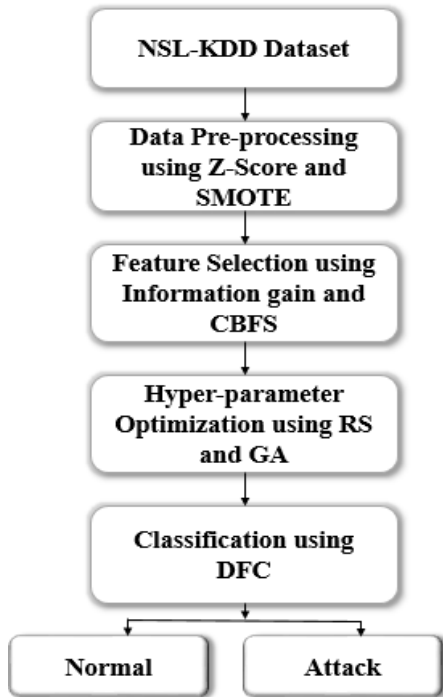 NSL-KDD Dataset
Data Pre-processing
using Z-Score and
SMOTE
Feature Selection using
Information gain and
CBFS
Hyper-parameter
Optimization using RS
and GA
Classification using
DFC
Normal
Attack